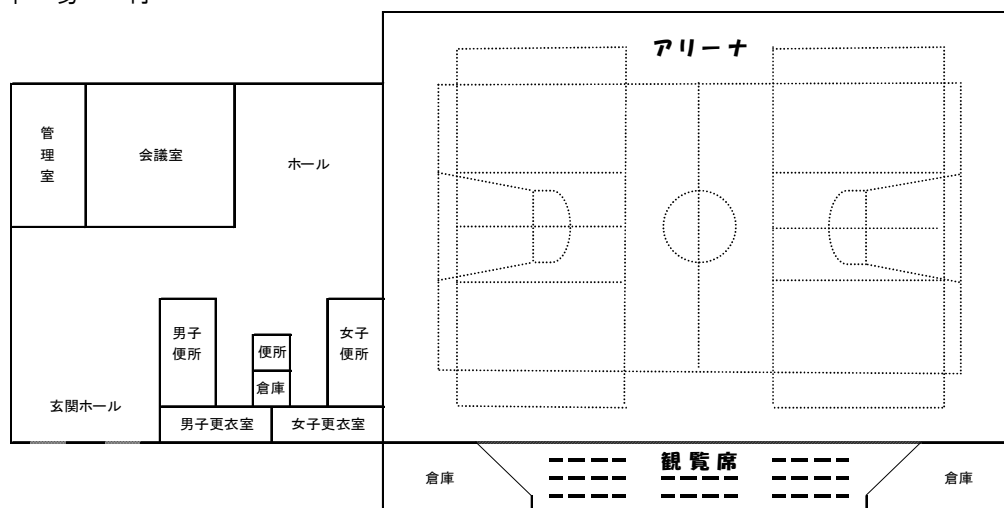 アリーナ
管理室
会議室
ホール
男子
便所
便所
女子
便所
倉庫
玄関ホール
男子更衣室
女子更衣室
倉庫
観覧席
倉庫